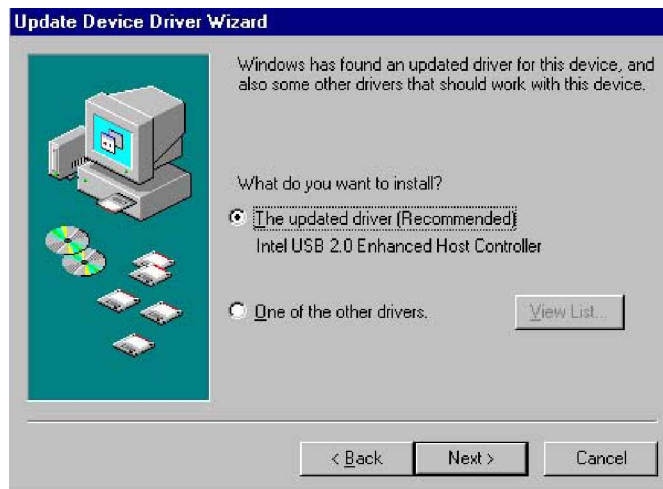 Update Device Driver Wizard
Windows has found an updated driver for this device, and
also some other drivers that should work with this device.
What do you want to install?
The updated driver (Recommended)
Intel USB 2.0 Enhanced Host Controller
One of the other drivers.
View List...
< Back
Next >
Cancel